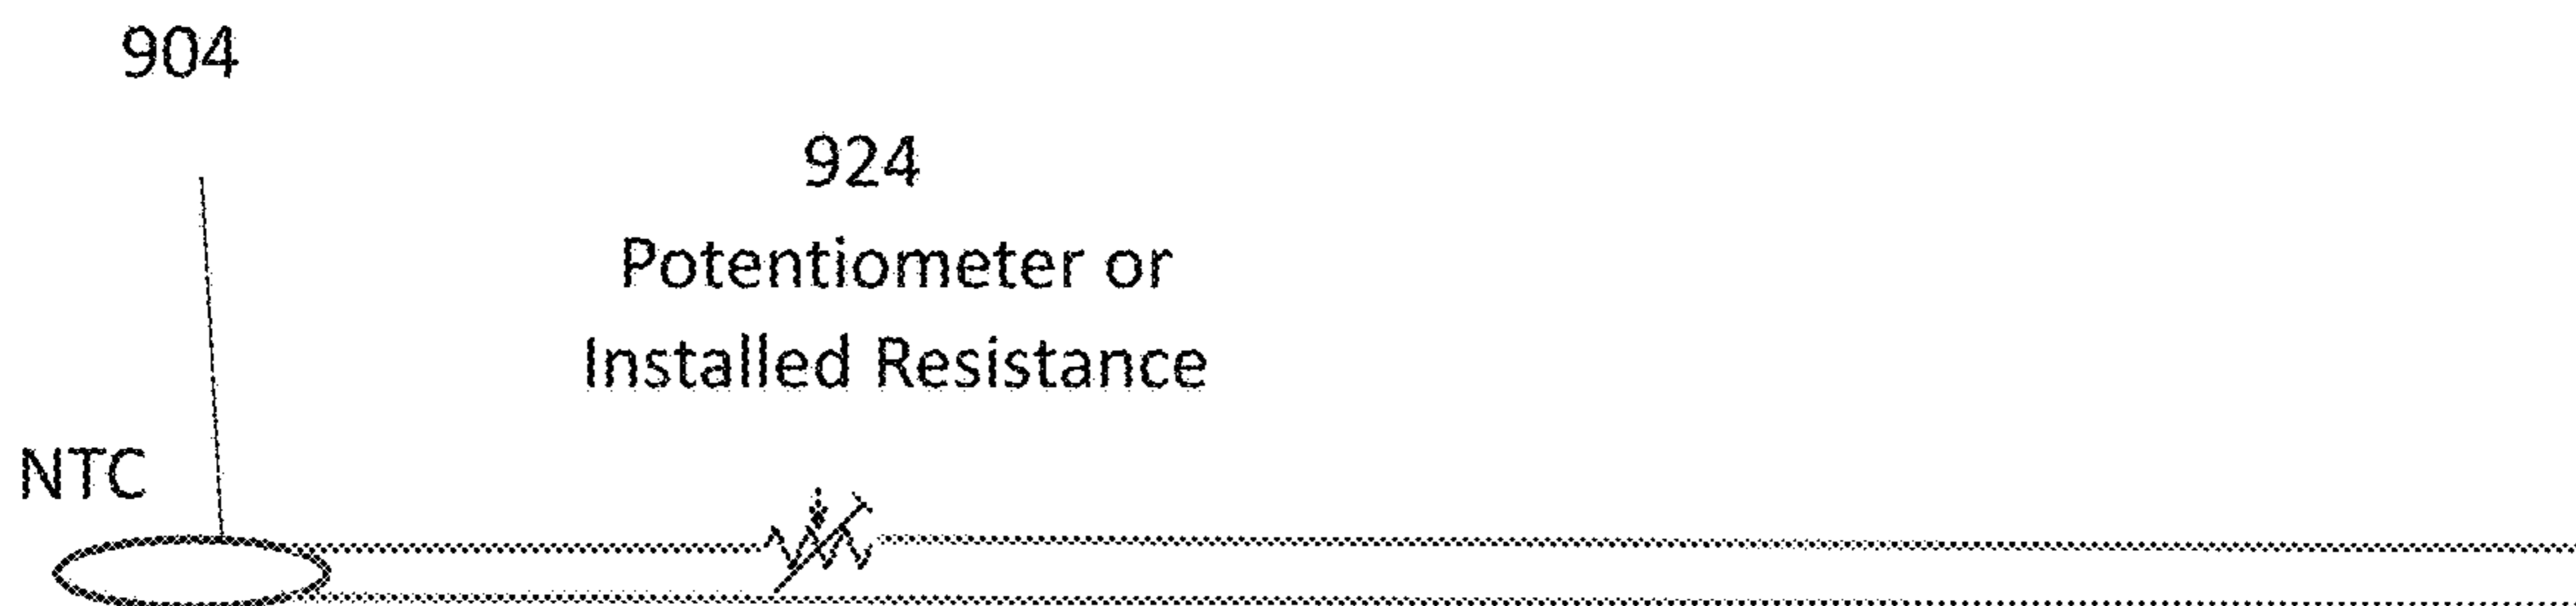 904
924
Potentiometer or
Installed Resistance
NTC